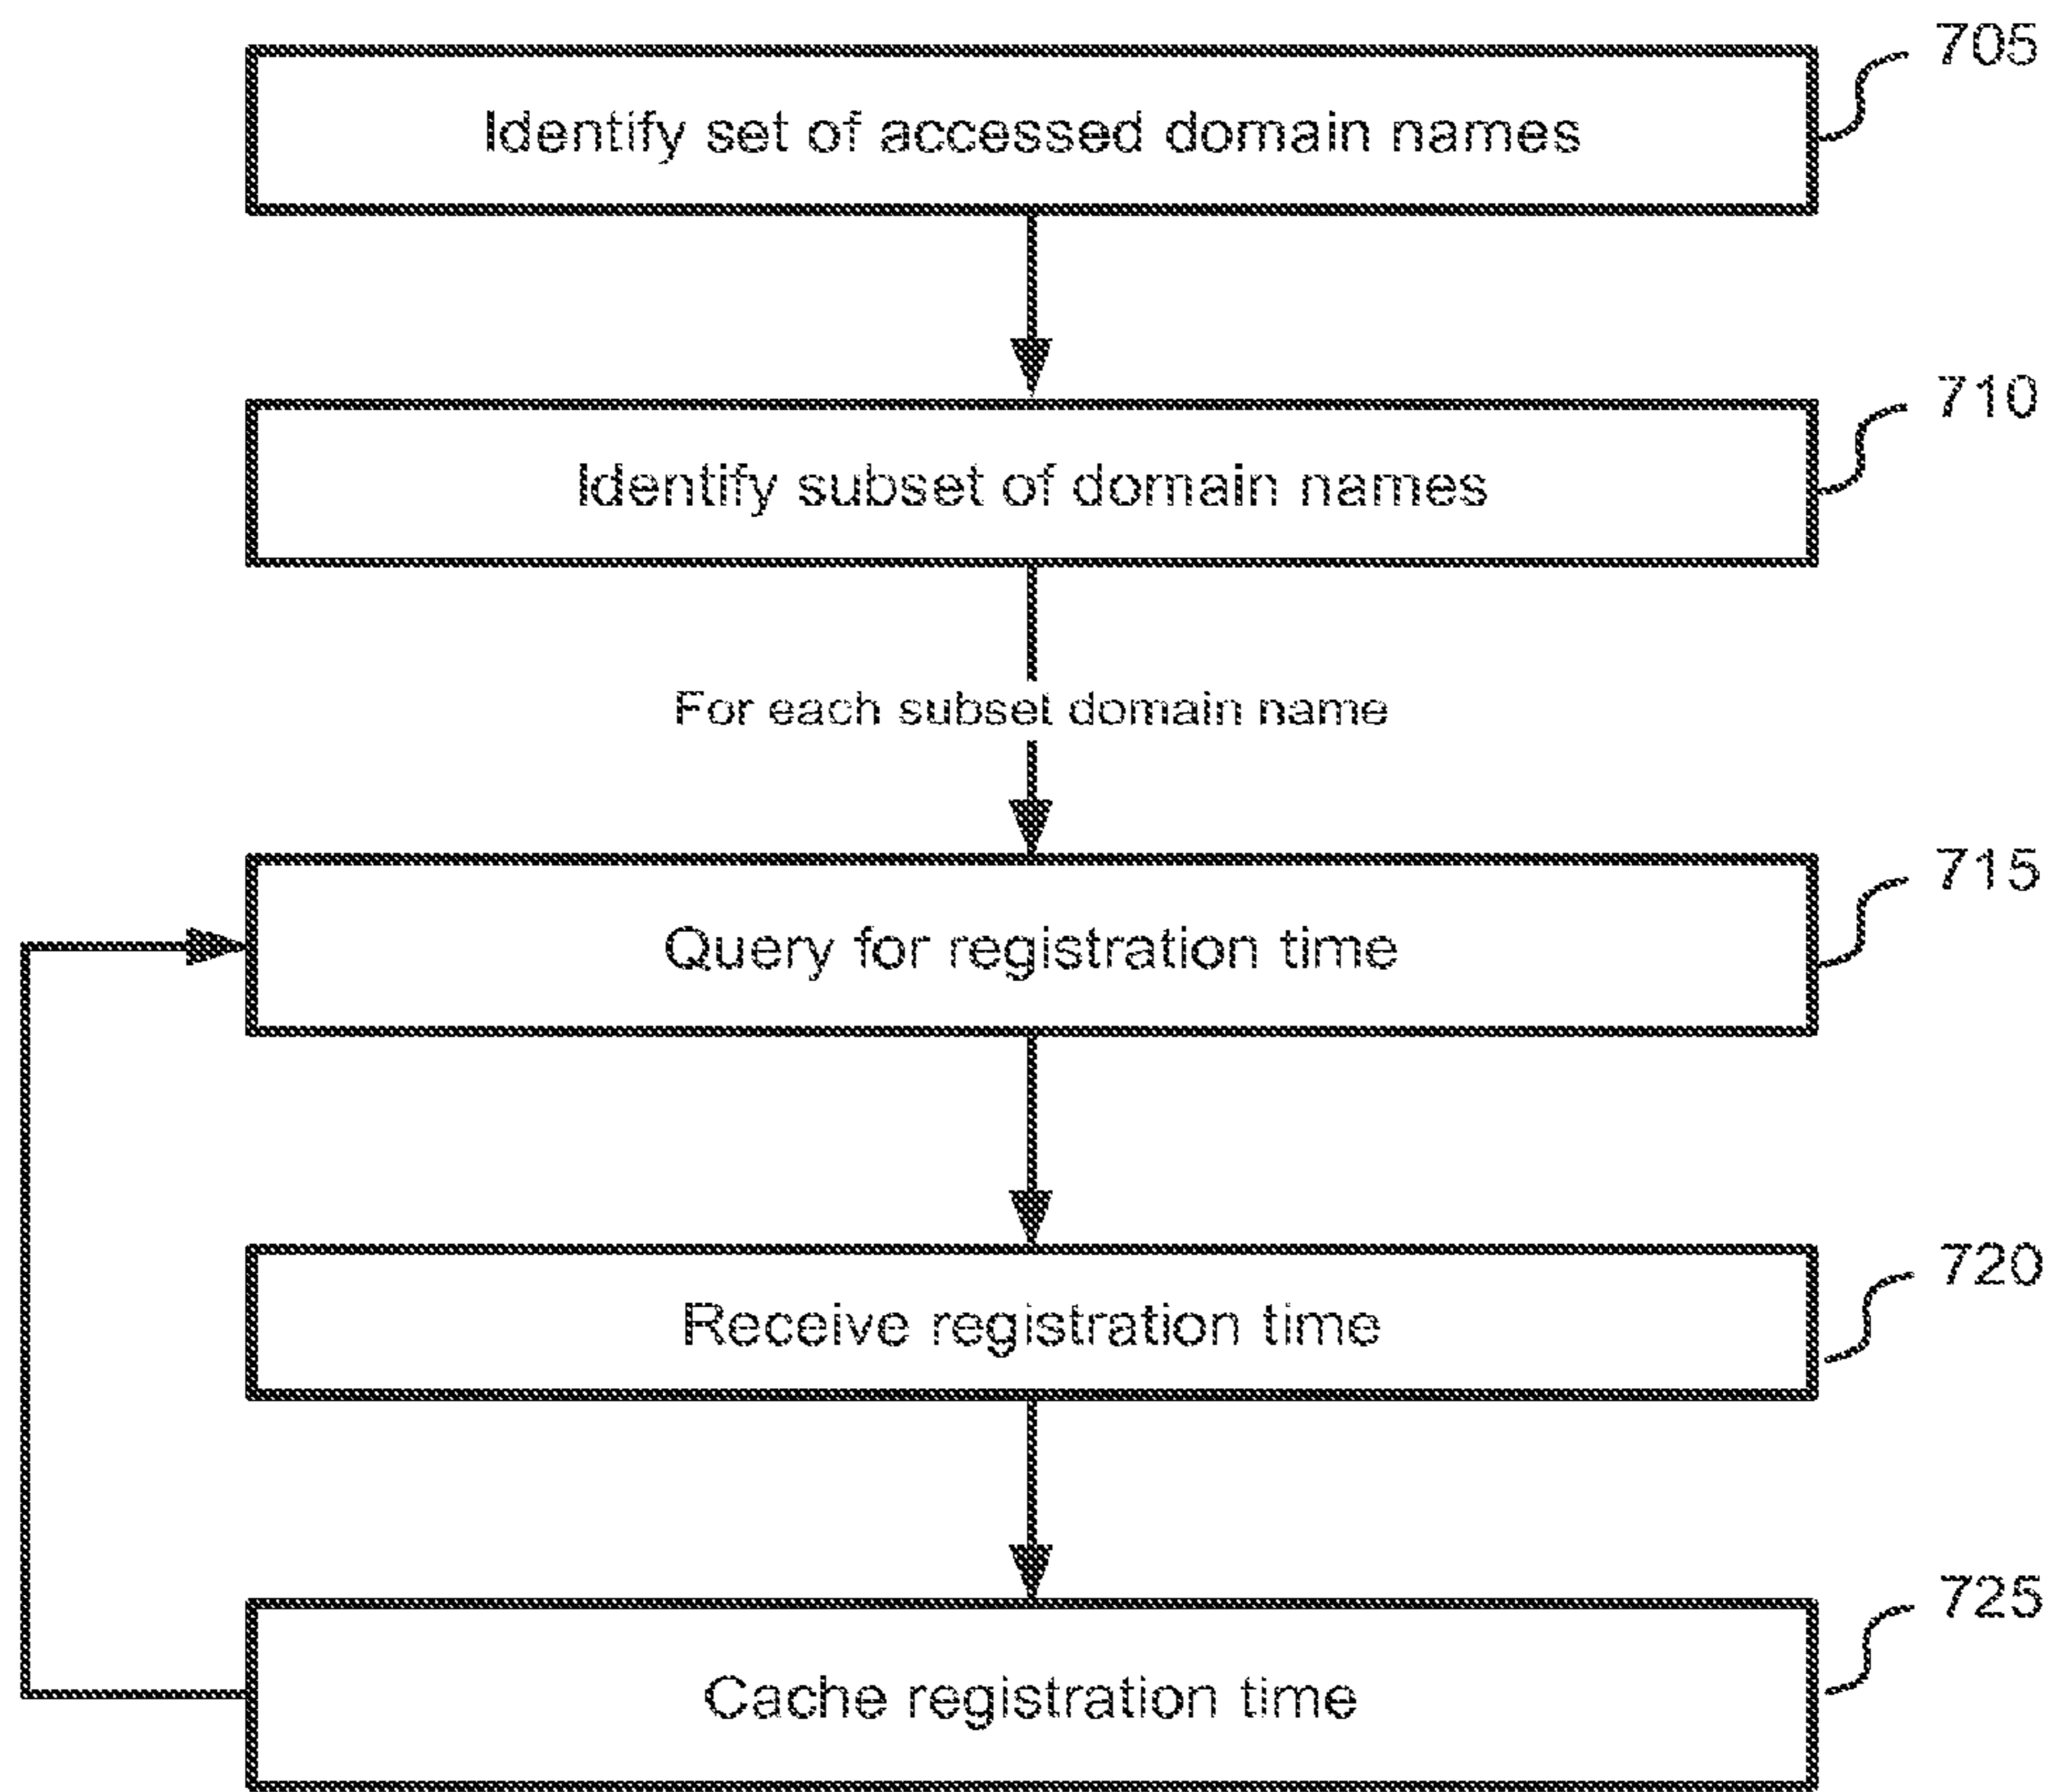 705
Identify set of accessed domain names
710
Identify subset of domain names
For each subset domain name
715
Query for registration time
720
Receive registration time
725
Cache registration time